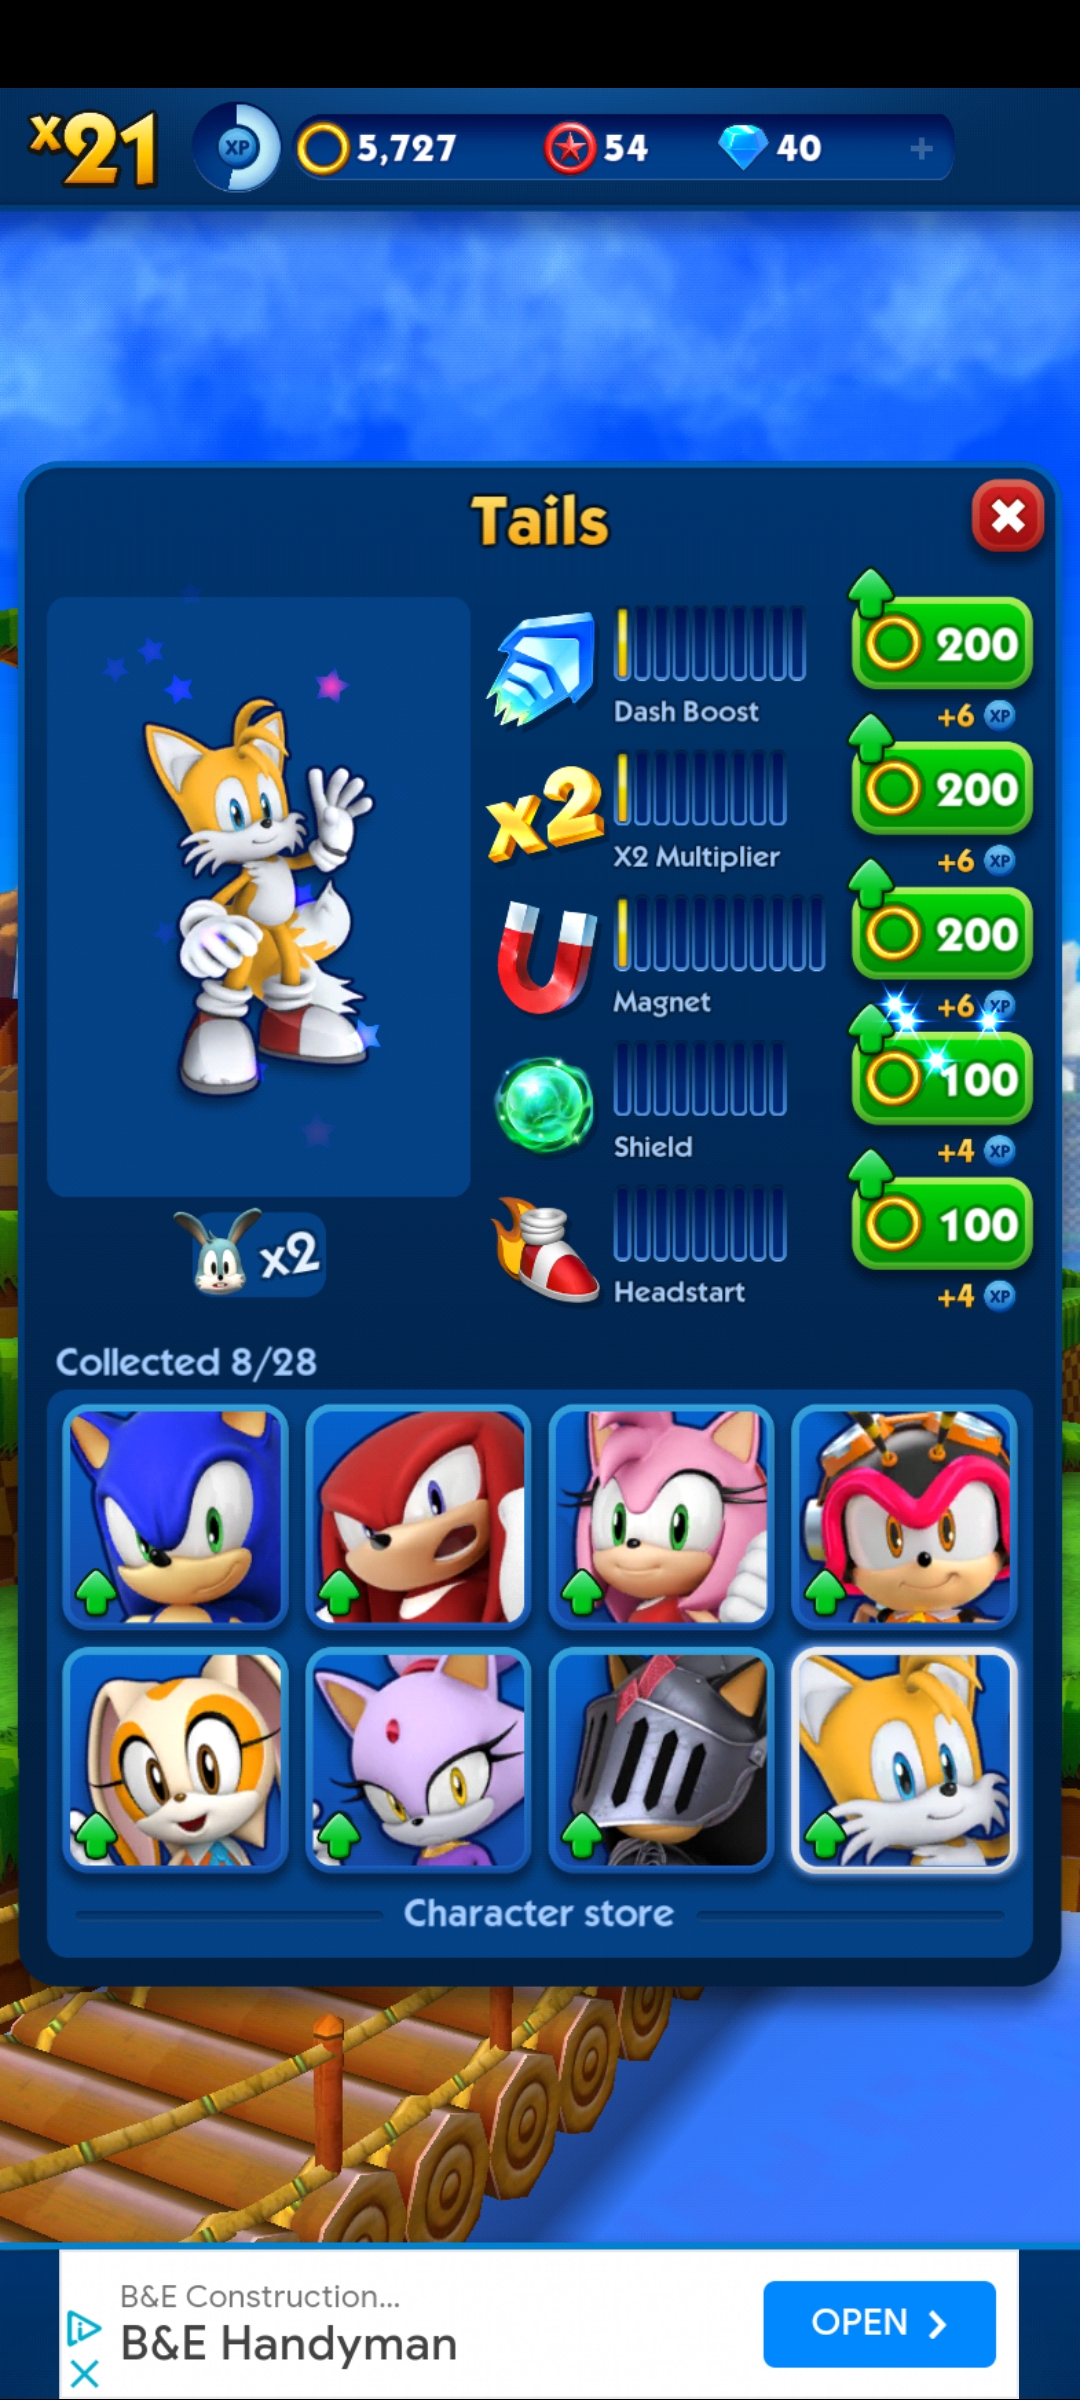 x21
XP
5,727
54
40
+
Tails
200
Dash Boost
+6 XP
x2
200
X2 Multiplier
+6 XP
200
Magnet
+6 XP
100
Shield
+4 XP
x2
100
Headstart
+4 XP
Collected 8/28
Character store
B&E Construction...
B&E Handyman
OPEN